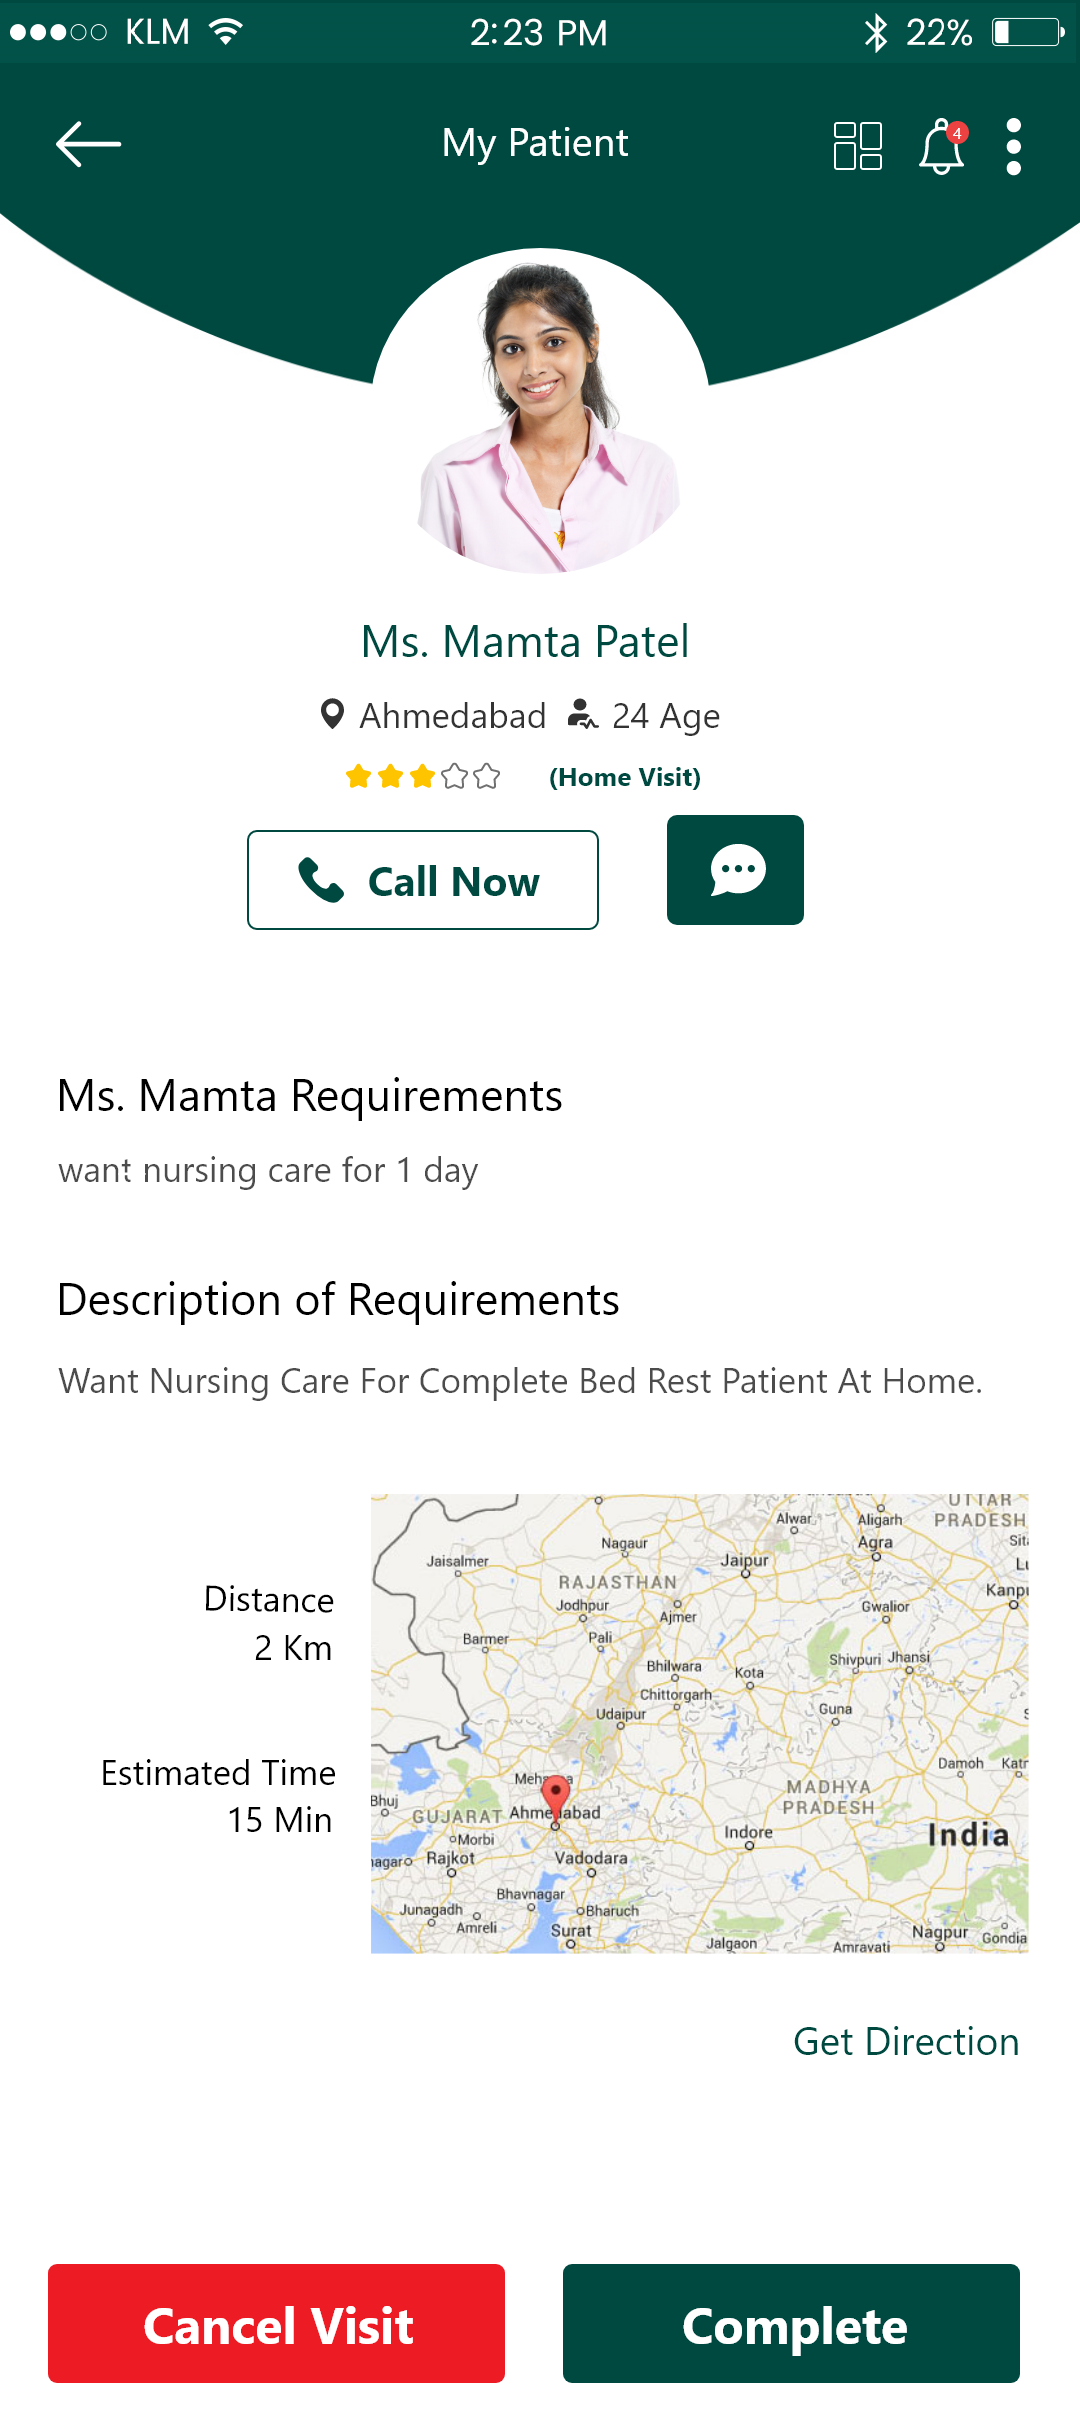 KLM 2:23 PM 22%
My Patient 4
Ms. Mamta Patel
Ahmedabad 24 Age
(Home Visit)
Call Now
Ms. Mamta Requirements
want nursing care for 1 day
Description of Requirements
Want Nursing Care For Complete Bed Rest Patient At Home.
Distance
2 Km
Estimated Time
15 Min
UTTAR
PRADESH
Alwar
Aligarh
Nagaur
Agra
Jaisalmer
Jaipur
RAJASTHAN
Jodhpur
Ajmer
Gwalior
Barmer
Pali
Shivpuri
Jhansi
Bhilwara
Kota
Chittorgarh
Udaipur
Guna
Damoh
MADHYA
PRADESH
Bhuj
GUJARAT
Ahmedabad
Morbi
Indore
India
Rajkot
Vadodara
Bhavnagar
Junagadh
Bharuch
Amreli
Surat
Nagpur
Gondia
Jalgaon
Amravati
Get Direction
Cancel Visit
Complete